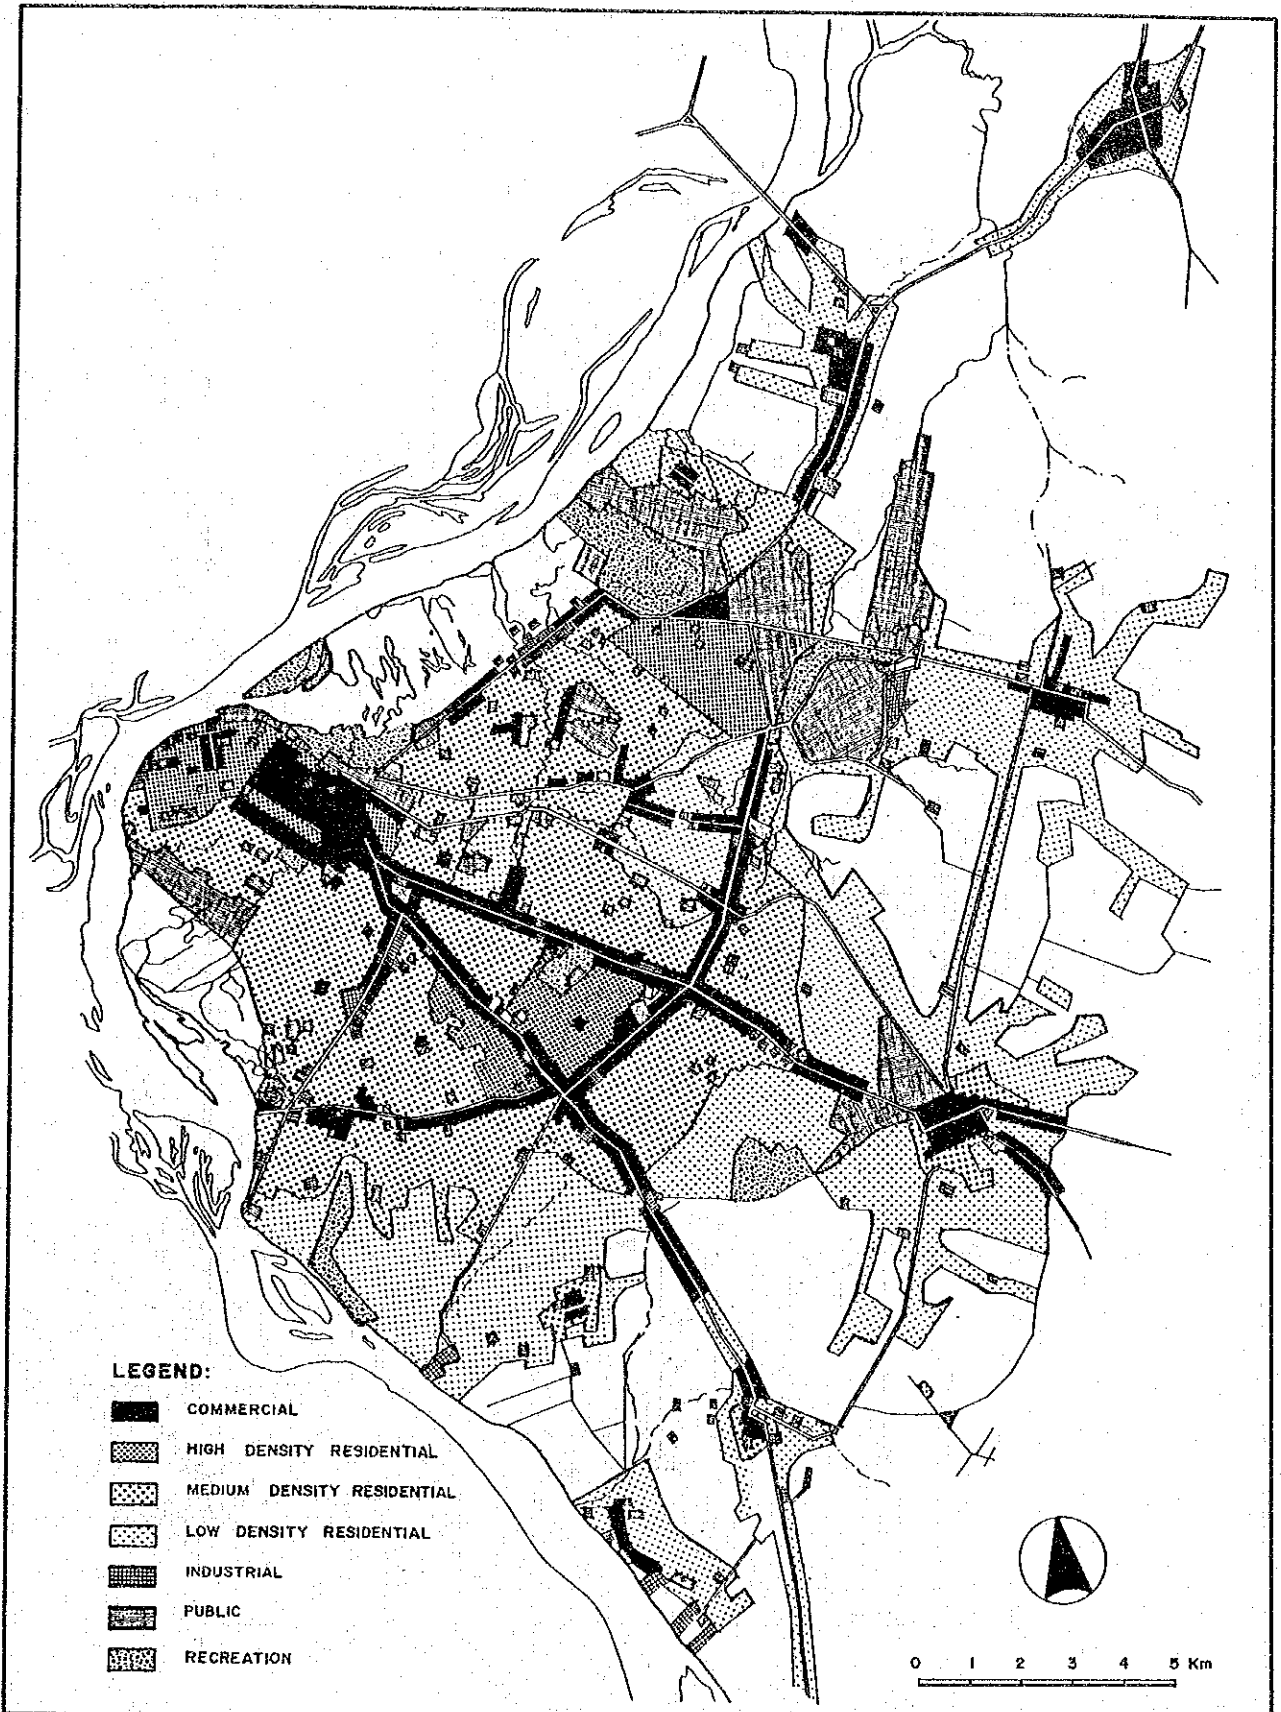 LEGEND:
COMMERCIAL
HIGH DENSITY RESIDENTIAL
MEDIUM DENSITY RESIDENTIAL
LOW DENSITY RESIDENTIAL
INDUSTRIAL
PUBLIC
RECREATION
0 1 2 3 4 5 Km